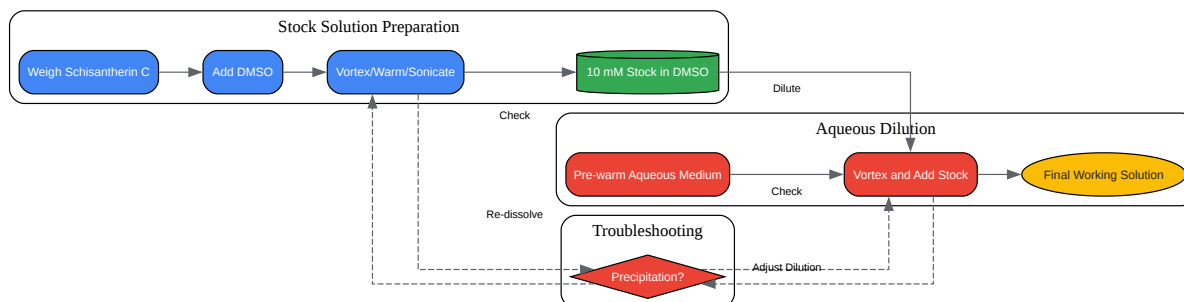 Stock Solution Preparation
Weigh Schisantherin C
Add DMSO
Vortex/Warm/Sonicate
10 mM Stock in DMSO
Dilute
Check
Aqueous Dilution
Pre-warm Aqueous Medium
Check
Vortex and Add Stock
Final Working Solution
Re-dissolve
Troubleshooting
Precipitation?
Adjust Dilution